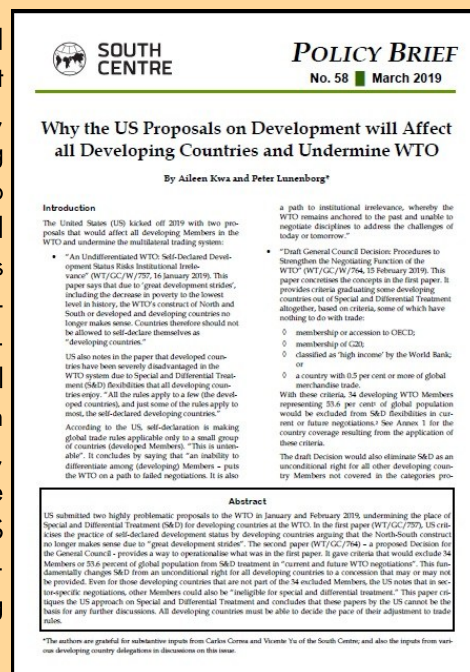 SOUTH
CENTRE
POLICY BRIEF
No. 58 March 2019
Why the US Proposals on Development will Affect
all Developing Countries and Undermine WTO
By Aileen Kwa and Peter Lunenborg*
Introduction
The United States (US) kicked off 2019 with two pro-
posals that would affect all developing Members in the
WTO and undermine the multilateral trading system:
• "An Undifferentiated WTO: Self-Declared Devel-
opment Status Risks Institutional Irrele-
vance" (WT/GC/W/757, 16 January 2019). This
paper says that due to 'great development strides',
including the decrease in poverty to the lowest
level in history, the WTO's construct of North and
South or developed and developing countries no
longer makes sense. Countries therefore should not
be allowed to self-declare themselves as
"developing countries."
US also notes in the paper that developed coun-
tries have been severely disadvantaged in the
WTO system due to Special and Differential Treat-
ment (S&D) flexibilities that all developing coun-
tries enjoy. "All the rules apply to a few (the devel-
oped countries), and just some of the rules apply to
most, the self-declared developing countries."
According to the US, self-declaration is making
global trade rules applicable only to a small group
of countries (developed Members). "This is unten-
able". It concludes by saying that "an inability to
differentiate among (developing) Members – puts
the WTO on a path to failed negotiations. It is also
a path to institutional irrelevance, whereby the
WTO remains anchored to the past and unable to
negotiate disciplines to address the challenges of
today or tomorrow."
• "Draft General Council Decision: Procedures to
Strengthen the Negotiating Function of the
WTO" (WT/GC/W/764, 15 February 2019). This
paper concretises the concepts in the first paper. It
provides criteria graduating some developing
countries out of Special and Differential Treatment
altogether, based on criteria, some of which have
nothing to do with trade:
◊ membership or accession to OECD;
◊ membership of G20;
◊ classified as 'high income' by the World Bank;
or
◊ a country with 0.5 per cent or more of global
merchandise trade.
With these criteria, 34 developing WTO Members
representing 53.6 per cent of global population
would be excluded from S&D flexibilities in cur-
rent or future negotiations. See Annex 1 for the
country coverage resulting from the application of
these criteria.
The draft Decision would also eliminate S&D as an
unconditional right for all other developing coun-
try Members not covered in the categories pro-
Abstract
US submitted two highly problematic proposals to the WTO in January and February 2019, undermining the place of
Special and Differential Treatment (S&D) for developing countries at the WTO. In the first paper (WT/GC/757), US crit-
icises the practice of self-declared development status by developing countries arguing that the North-South construct
no longer makes sense due to "great development strides". The second paper (WT/GC/764) – a proposed Decision for
the General Council - provides a way to operationalise what was in the first paper. It gave criteria that would exclude 34
Members or 53.6 percent of global population from S&D treatment in "current and future WTO negotiations". This fun-
damentally changes S&D from an unconditional right for all developing countries to a concession that may or may not
be provided. Even for those developing countries that are not part of the 34 excluded Members, the US notes that in sec-
tor-specific negotiations, other Members could also be "ineligible for special and differential treatment." This paper cri-
tiques the US approach on Special and Differential Treatment and concludes that these papers by the US cannot be the
basis for any further discussions. All developing countries must be able to decide the pace of their adjustment to trade
rules.
*The authors are grateful for substantive inputs from Carlos Correa and Vicente Yu of the South Centre; and also the inputs from vari-
ous developing country delegations in discussions on this issue.